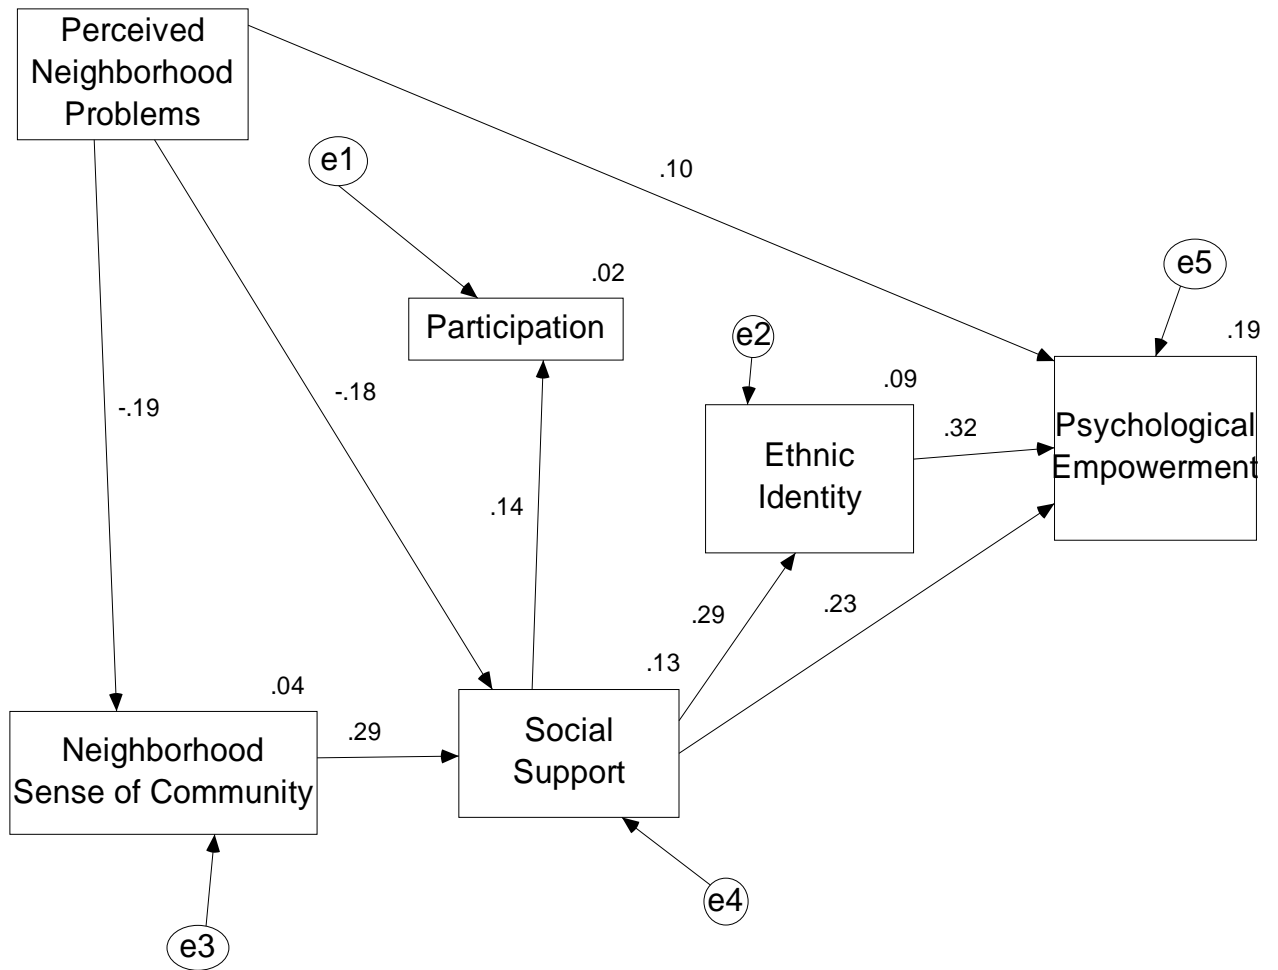 Perceived
Neighborhood
Problems
e1
.10
e5
.02
Participation
e2
.19
.09
-.19
-.18
.32
Psychological
Empowerment
Ethnic
Identity
.14
.29
.23
.13
.04
Neighborhood
Sense of Community
.29
Social
Support
e4
e3